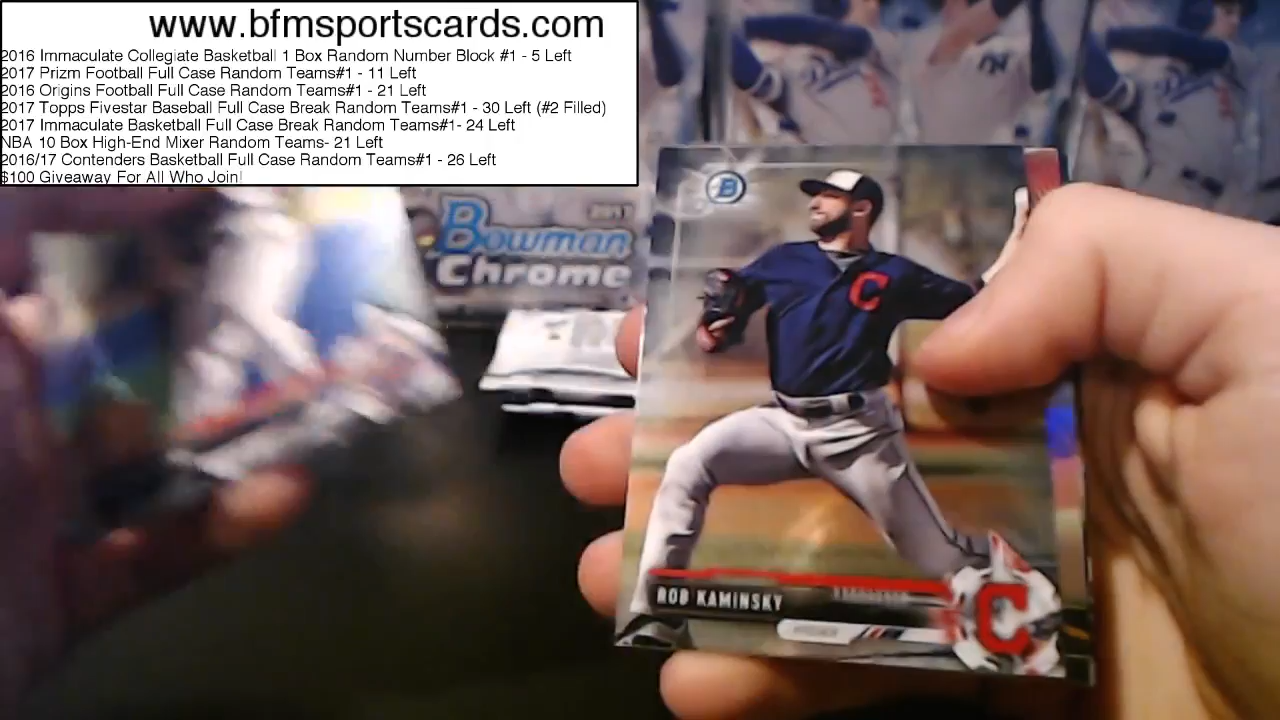 www.bfmsportscards.com
2016 Immaculate Collegiate Basketball 1 Box Random Number Block #1 - 5 Left
2017 Prizm Football Full Case Random Teams#1 - 11 Left
2016 Origins Football Full Case Random Teams#1 - 21 Left
2017 Topps Fivestar Baseball Full Case Break Random Teams#1 - 30 Left (#2 Filled)
2017 Immaculate Basketball Full Case Break Random Teams#1- 24 Left
NBA 10 Box High-End Mixer Random Teams- 21 Left
2016/17 Contenders Basketball Full Case Random Teams#1 - 26 Left
$100 Giveaway For All Who Join!
2017
Bowman
Chrome
B
C
ROB KAMINSKY
C